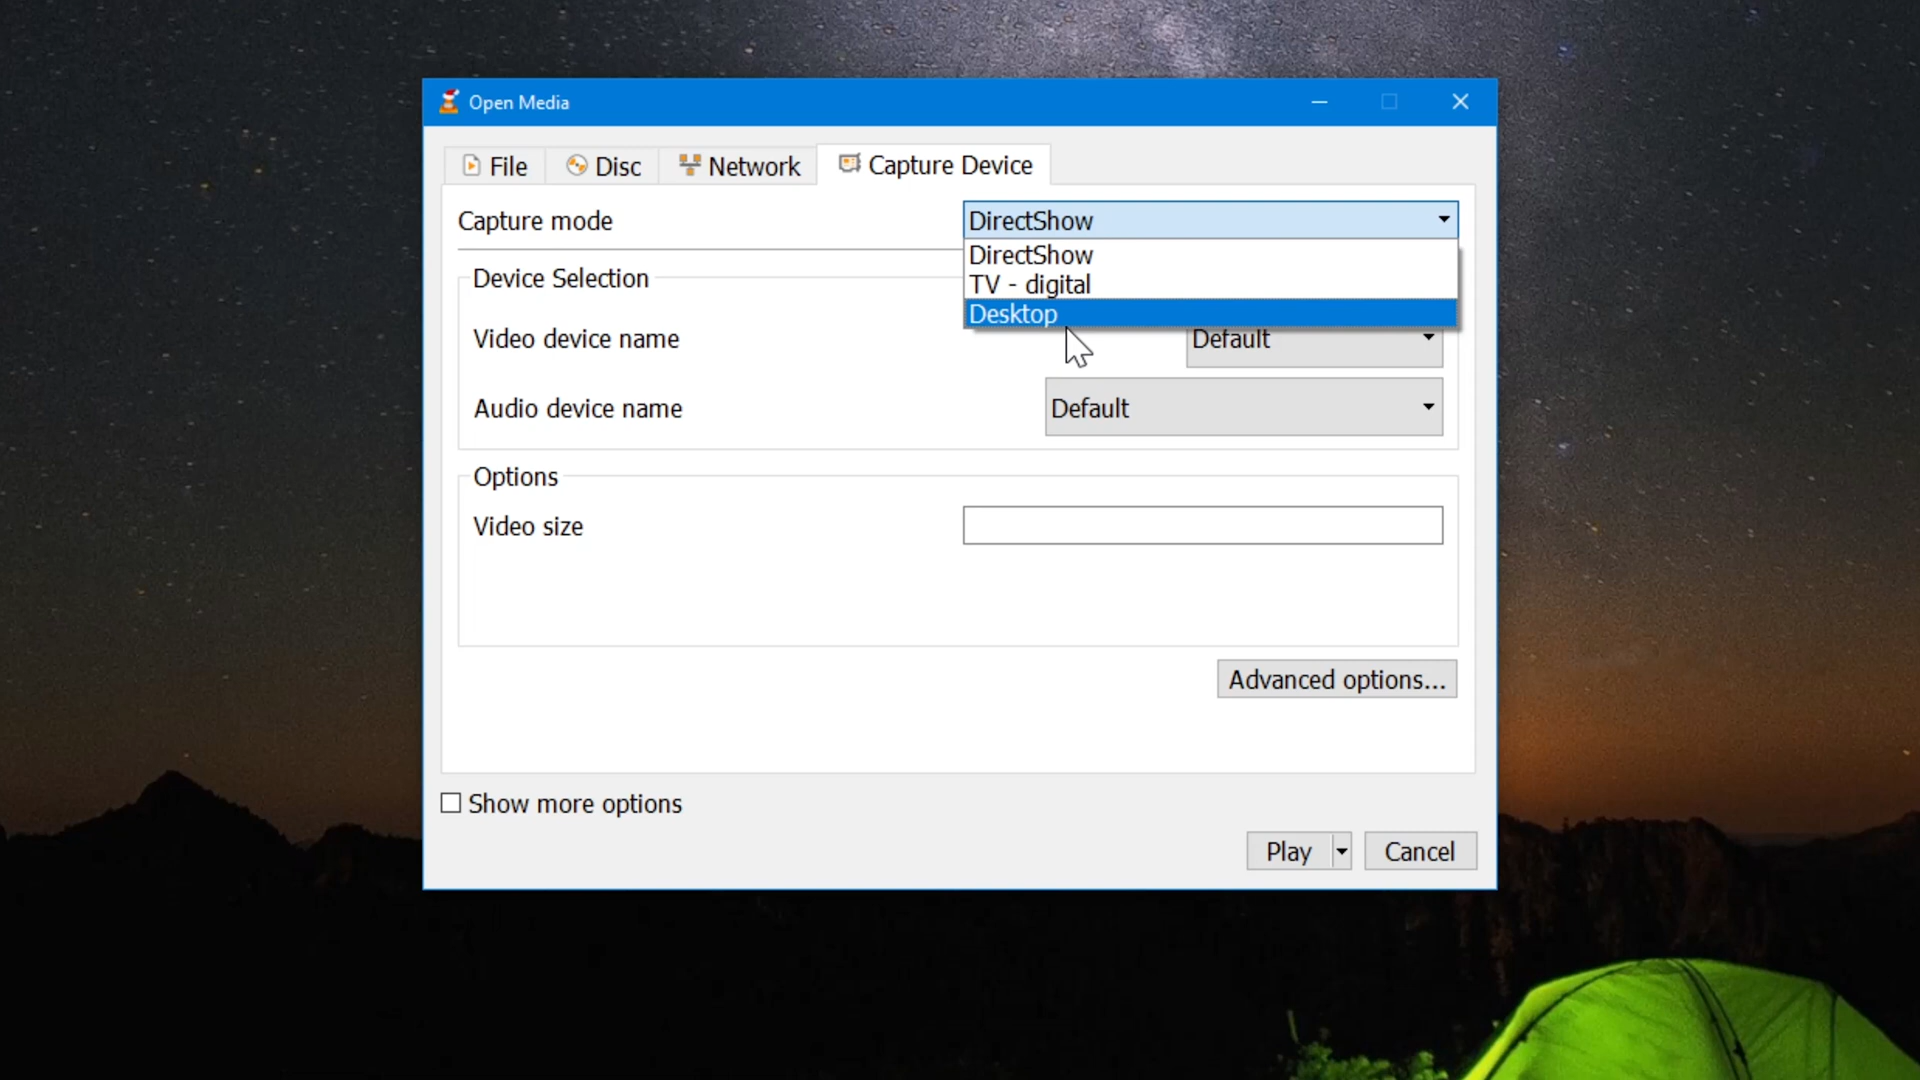 Open Media
File Disc Network Capture Device
Capture mode DirectShow
DirectShow
TV - digital
Desktop
Device Selection
Video device name Default
Audio device name Default
Options
Video size
Advanced options...
Show more options
Play Cancel